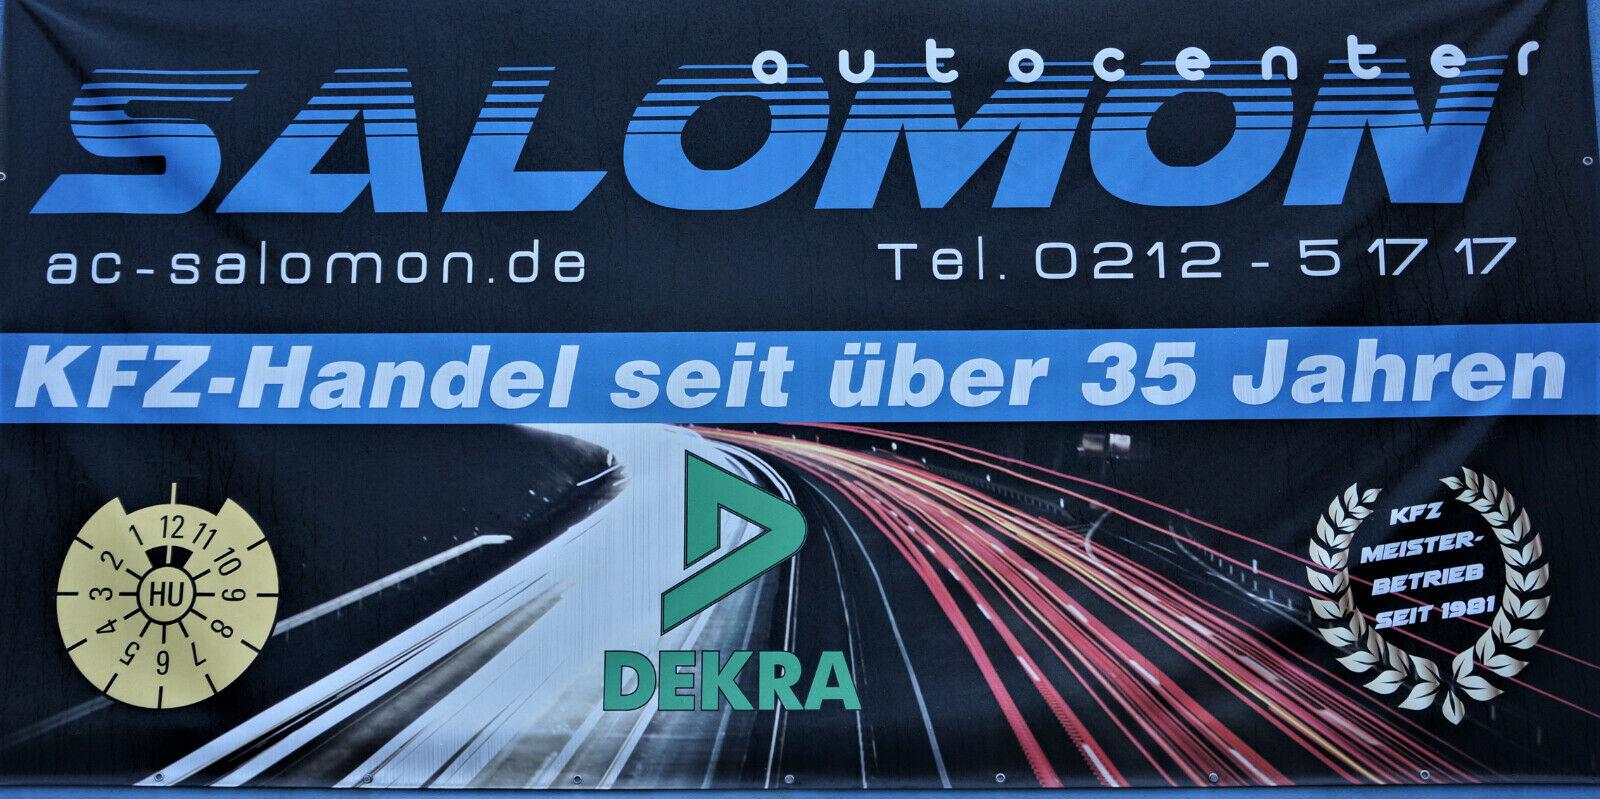 autocenter
SALOMON
ac-salomon.de
Tel. 0212 - 5 17 17
KFZ-Handel seit über 35 Jahren
1 12 11
2 10
3 HU 9
4 8
5 6 7
DEKRA
KFZ
MEISTER-
BETRIEB
SEIT 1981